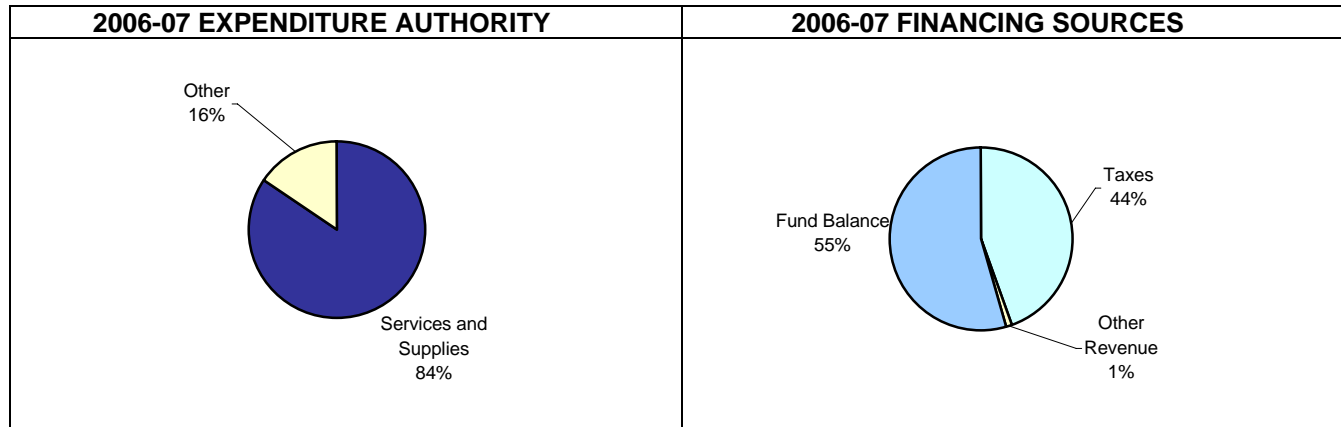 2006-07 EXPENDITURE AUTHORITY
2006-07 FINANCING SOURCES
Other
16%
Services and
Supplies
84%
Taxes
44%
Fund Balance
55%
Other
Revenue
1%